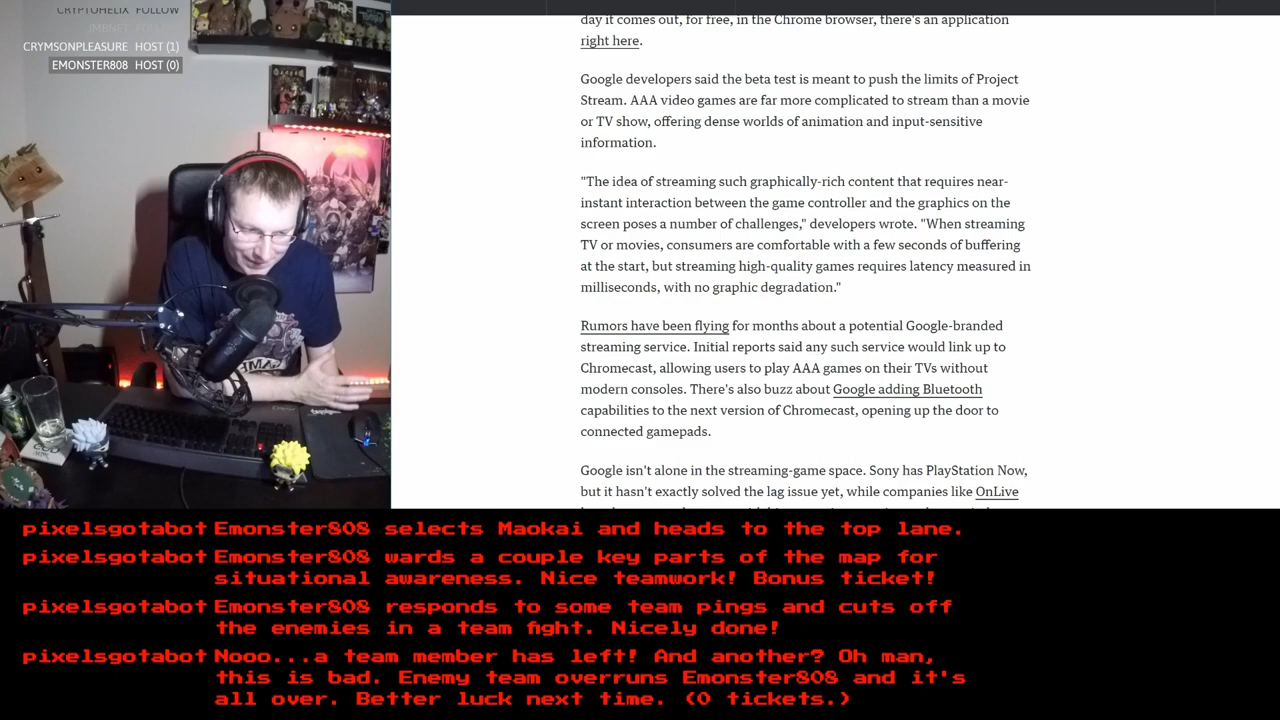 CRYPTOHELIX FOLLOW
JMBNET FOLLOW
CRYMSONPLEASURE HOST (1)
EMONSTER808 HOST (0)
day it comes out, for free, in the Chrome browser, there's an application
right here.
Google developers said the beta test is meant to push the limits of Project
Stream. AAA video games are far more complicated to stream than a movie
or TV show, offering dense worlds of animation and input-sensitive
information.
"The idea of streaming such graphically-rich content that requires near-
instant interaction between the game controller and the graphics on the
screen poses a number of challenges," developers wrote. "When streaming
TV or movies, consumers are comfortable with a few seconds of buffering
at the start, but streaming high-quality games requires latency measured in
milliseconds, with no graphic degradation."
Rumors have been flying for months about a potential Google-branded
streaming service. Initial reports said any such service would link up to
Chromecast, allowing users to play AAA games on their TVs without
modern consoles. There's also buzz about Google adding Bluetooth
capabilities to the next version of Chromecast, opening up the door to
connected gamepads.
Google isn't alone in the streaming-game space. Sony has PlayStation Now,
but it hasn't exactly solved the lag issue yet, while companies like OnLive
pixelsgotabot Emonster808 selects Maokai and heads to the top lane.
pixelsgotabot Emonster808 wards a couple key parts of the map for
situational awareness. Nice teamwork! Bonus ticket!
pixelsgotabot Emonster808 responds to some team pings and cuts off
the enemies in a team fight. Nicely done!
pixelsgotabot Nooo...a team member has left! And another? Oh man,
this is bad. Enemy team overruns Emonster808 and it's
all over. Better luck next time. (0 tickets.)